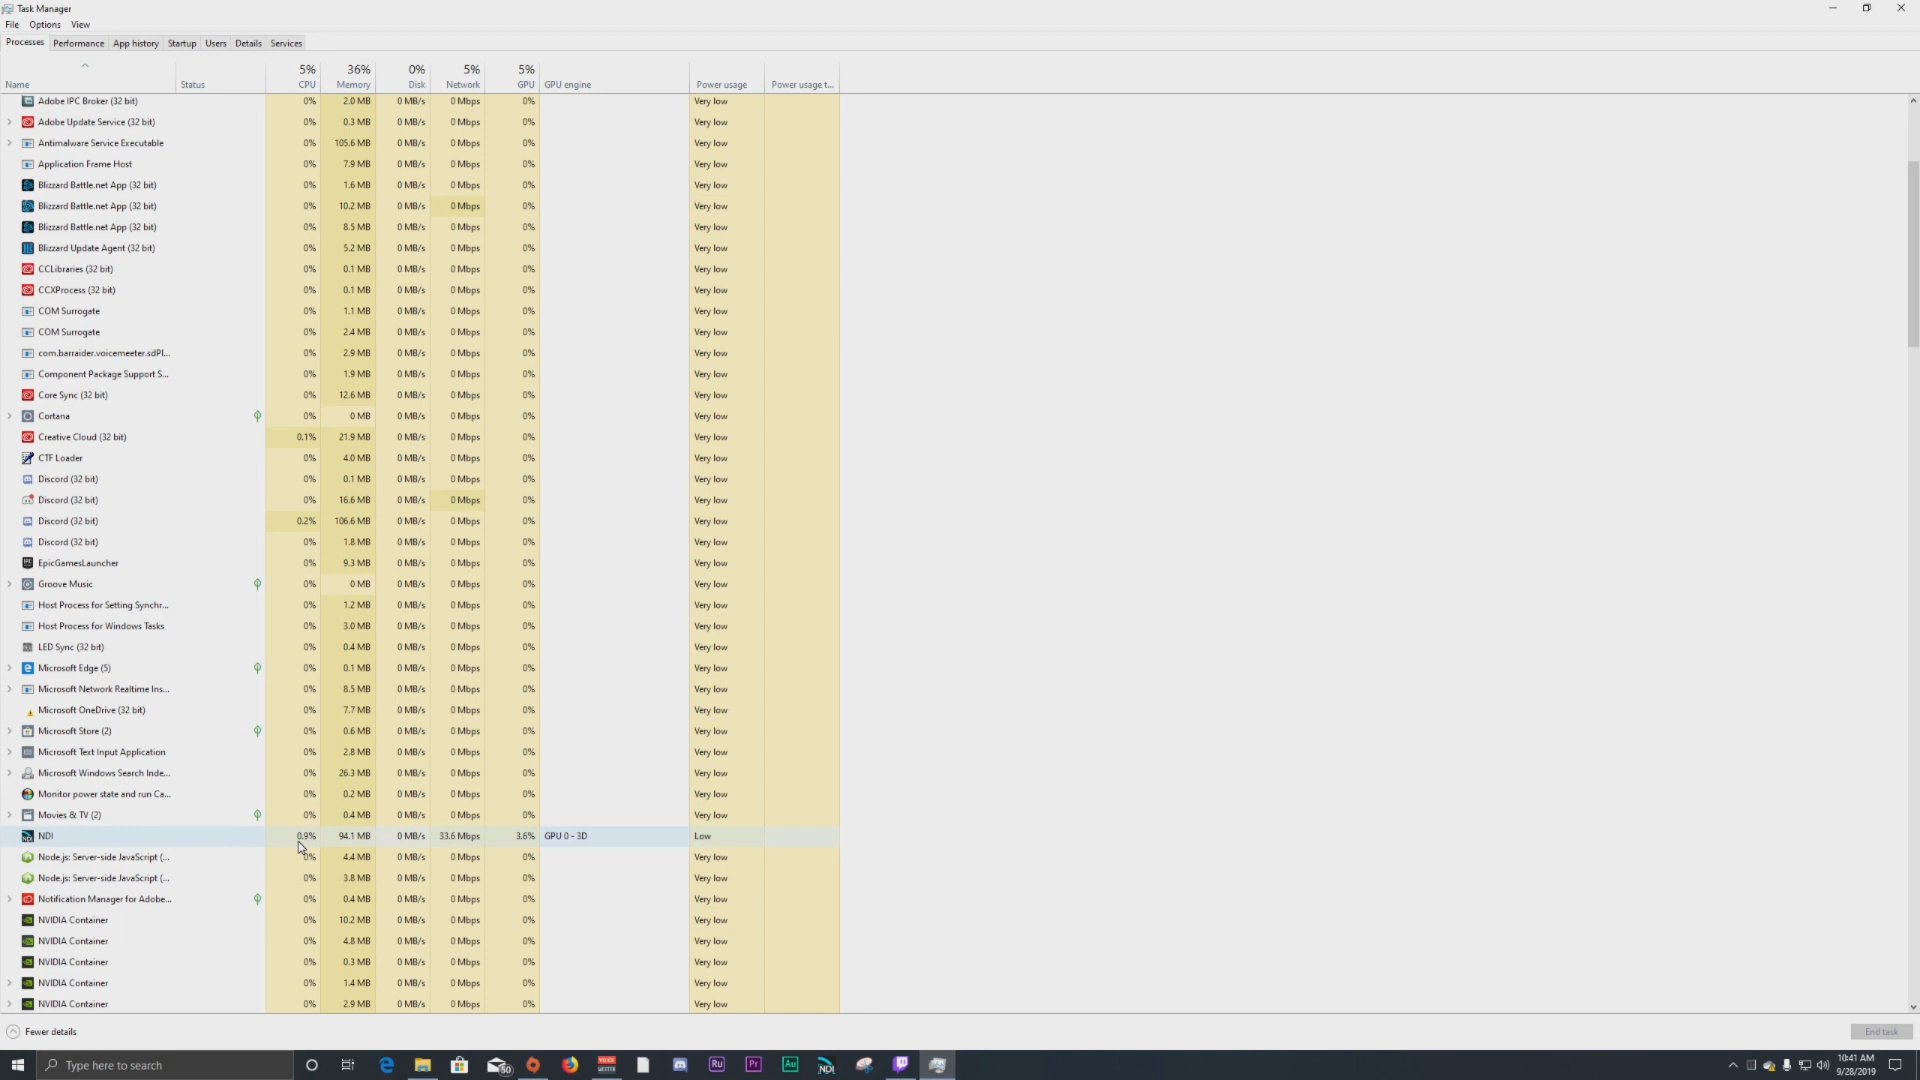 Task Manager
File Options View
Processes Performance App history Startup Users Details Services
5% 36% 0% 5% 5%
Name Status CPU Memory Disk Network GPU GPU engine Power usage Power usage t...
Adobe IPC Broker (32 bit) 0% 2.0 MB 0 MB/s 0 Mbps 0% Very low
Adobe Update Service (32 bit) 0% 0.3 MB 0 MB/s 0 Mbps 0% Very low
Antimalware Service Executable 0% 105.6 MB 0 MB/s 0 Mbps 0% Very low
Application Frame Host 0% 7.9 MB 0 MB/s 0 Mbps 0% Very low
Blizzard Battle.net App (32 bit) 0% 1.6 MB 0 MB/s 0 Mbps 0% Very low
Blizzard Battle.net App (32 bit) 0% 10.2 MB 0 MB/s 0 Mbps 0% Very low
Blizzard Battle.net App (32 bit) 0% 8.5 MB 0 MB/s 0 Mbps 0% Very low
Blizzard Update Agent (32 bit) 0% 5.2 MB 0 MB/s 0 Mbps 0% Very low
CCLibraries (32 bit) 0% 0.1 MB 0 MB/s 0 Mbps 0% Very low
CCXProcess (32 bit) 0% 0.1 MB 0 MB/s 0 Mbps 0% Very low
COM Surrogate 0% 1.1 MB 0 MB/s 0 Mbps 0% Very low
COM Surrogate 0% 2.4 MB 0 MB/s 0 Mbps 0% Very low
com.barraider.voicemeeter.sdPl... 0% 2.9 MB 0 MB/s 0 Mbps 0% Very low
Component Package Support S... 0% 1.9 MB 0 MB/s 0 Mbps 0% Very low
Core Sync (32 bit) 0% 12.6 MB 0 MB/s 0 Mbps 0% Very low
Cortana 0% 0 MB 0 MB/s 0 Mbps 0% Very low
Creative Cloud (32 bit) 0.1% 21.9 MB 0 MB/s 0 Mbps 0% Very low
CTF Loader 0% 4.0 MB 0 MB/s 0 Mbps 0% Very low
Discord (32 bit) 0% 0.1 MB 0 MB/s 0 Mbps 0% Very low
Discord (32 bit) 0% 16.6 MB 0 MB/s 0 Mbps 0% Very low
Discord (32 bit) 0.2% 106.6 MB 0 MB/s 0 Mbps 0% Very low
Discord (32 bit) 0% 1.8 MB 0 MB/s 0 Mbps 0% Very low
EpicGamesLauncher 0% 9.3 MB 0 MB/s 0 Mbps 0% Very low
Groove Music 0% 0 MB 0 MB/s 0 Mbps 0% Very low
Host Process for Setting Synchr... 0% 1.2 MB 0 MB/s 0 Mbps 0% Very low
Host Process for Windows Tasks 0% 3.0 MB 0 MB/s 0 Mbps 0% Very low
LED Sync (32 bit) 0% 0.4 MB 0 MB/s 0 Mbps 0% Very low
Microsoft Edge (5) 0% 0.1 MB 0 MB/s 0 Mbps 0% Very low
Microsoft Network Realtime Ins... 0% 8.5 MB 0 MB/s 0 Mbps 0% Very low
Microsoft OneDrive (32 bit) 0% 7.7 MB 0 MB/s 0 Mbps 0% Very low
Microsoft Store (2) 0% 0.6 MB 0 MB/s 0 Mbps 0% Very low
Microsoft Text Input Application 0% 2.8 MB 0 MB/s 0 Mbps 0% Very low
Microsoft Windows Search Inde... 0% 26.3 MB 0 MB/s 0 Mbps 0% Very low
Monitor power state and run Ca... 0% 0.2 MB 0 MB/s 0 Mbps 0% Very low
Movies & TV (2) 0% 0.4 MB 0 MB/s 0 Mbps 0% Very low
NDI 0.9% 94.1 MB 0 MB/s 33.6 Mbps 3.6% GPU 0 - 3D Low
Node.js: Server-side JavaScript (... 0% 4.4 MB 0 MB/s 0 Mbps 0% Very low
Node.js: Server-side JavaScript (... 0% 3.8 MB 0 MB/s 0 Mbps 0% Very low
Notification Manager for Adobe... 0% 0.4 MB 0 MB/s 0 Mbps 0% Very low
NVIDIA Container 0% 10.2 MB 0 MB/s 0 Mbps 0% Very low
NVIDIA Container 0% 4.8 MB 0 MB/s 0 Mbps 0% Very low
NVIDIA Container 0% 0.3 MB 0 MB/s 0 Mbps 0% Very low
NVIDIA Container 0% 1.4 MB 0 MB/s 0 Mbps 0% Very low
NVIDIA Container 0% 2.9 MB 0 MB/s 0 Mbps 0% Very low
Fewer details End task
Type here to search 50 VOICE MEETER Ru Pr Au NDI 10:41 AM
9/28/2019